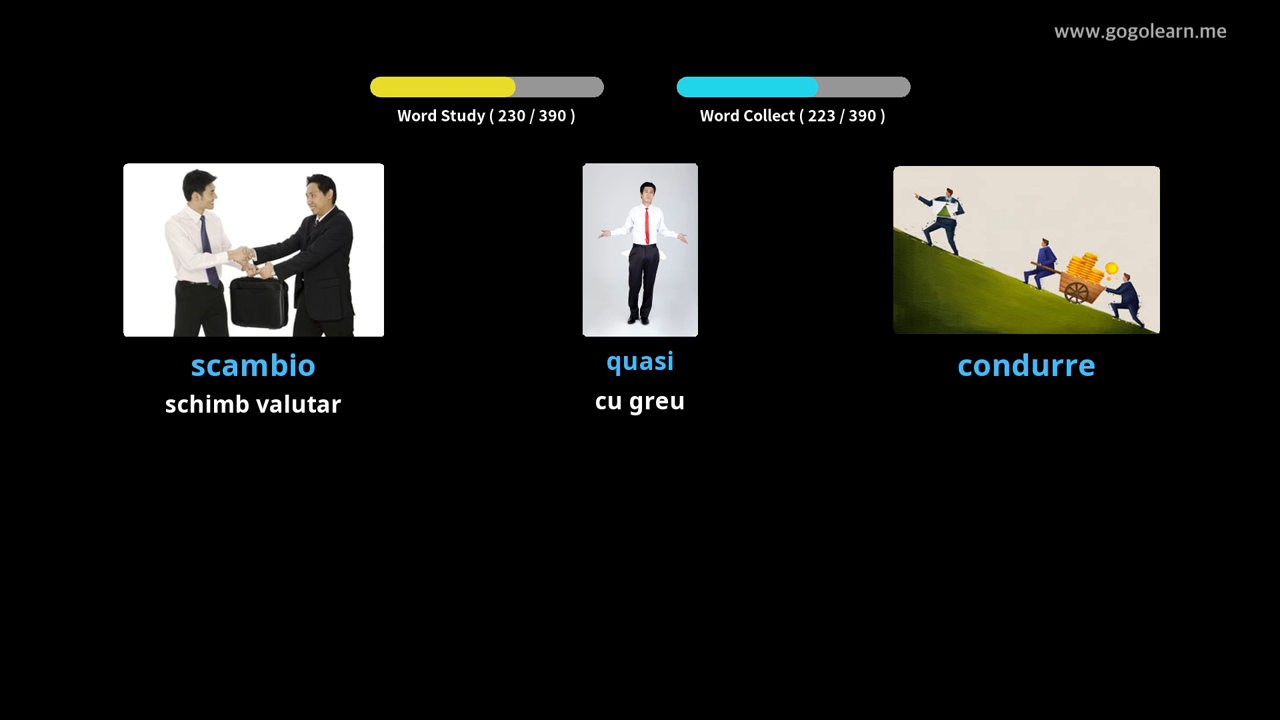 www.gogolearn.me
Word Study ( 230 / 390 )
Word Collect ( 223 / 390 )
scambio
schimb valutar
quasi
cu greu
condurre